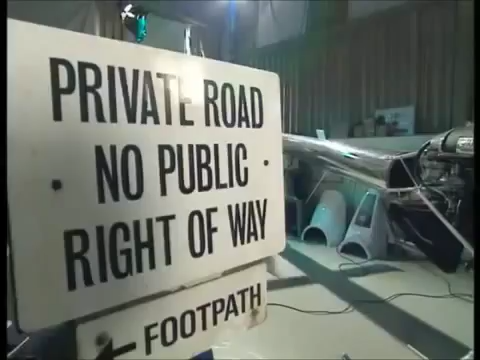 PRIVATE ROAD
NO PUBLIC
RIGHT OF WAY
← FOOTPATH